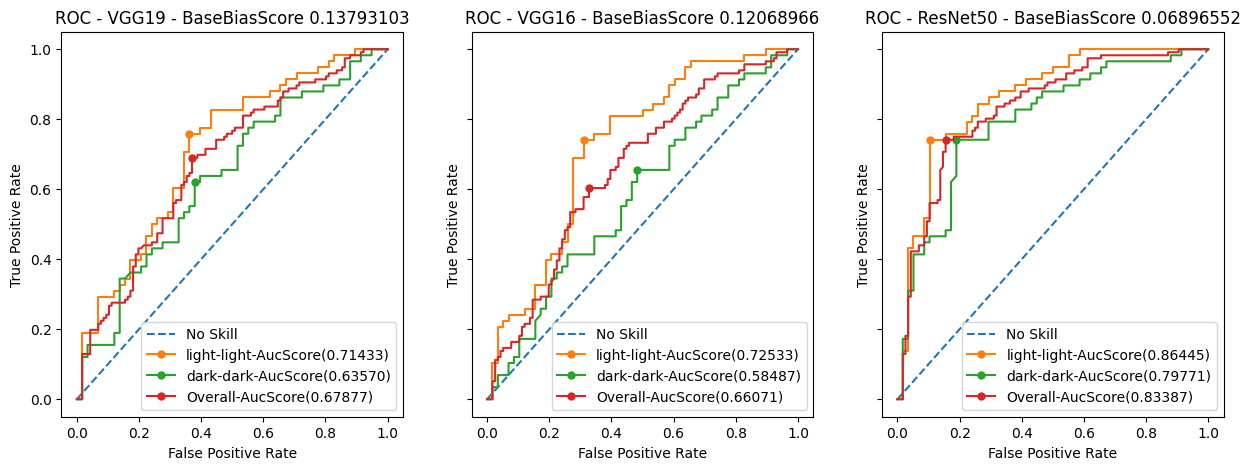 ROC - VGG19 - BaseBiasScore 0.13793103
True Positive Rate
1.0
0.8
0.6
0.4
0.2
0.0
No Skill
light-light-AucScore(0.71433)
dark-dark-AucScore(0.63570)
Overall-AucScore(0.67877)
0.0 0.2 0.4 0.6 0.8 1.0
False Positive Rate
ROC - VGG16 - BaseBiasScore 0.12068966
True Positive Rate
No Skill
light-light-AucScore(0.72533)
dark-dark-AucScore(0.58487)
Overall-AucScore(0.66071)
0.0 0.2 0.4 0.6 0.8 1.0
False Positive Rate
ROC - ResNet50 - BaseBiasScore 0.06896552
True Positive Rate
No Skill
light-light-AucScore(0.86445)
dark-dark-AucScore(0.79771)
Overall-AucScore(0.83387)
0.0 0.2 0.4 0.6 0.8 1.0
False Positive Rate